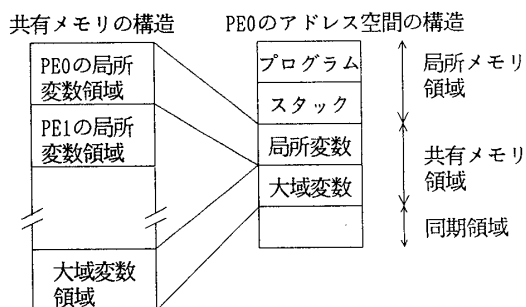 共有メモリの構造
PE0のアドレス空間の構造
PE0の局所
変数領域
PE1の局所
変数領域
大域変数
領域
プログラム
スタック
局所変数
大域変数
局所メモリ
領域
共有メモリ
領域
同期領域